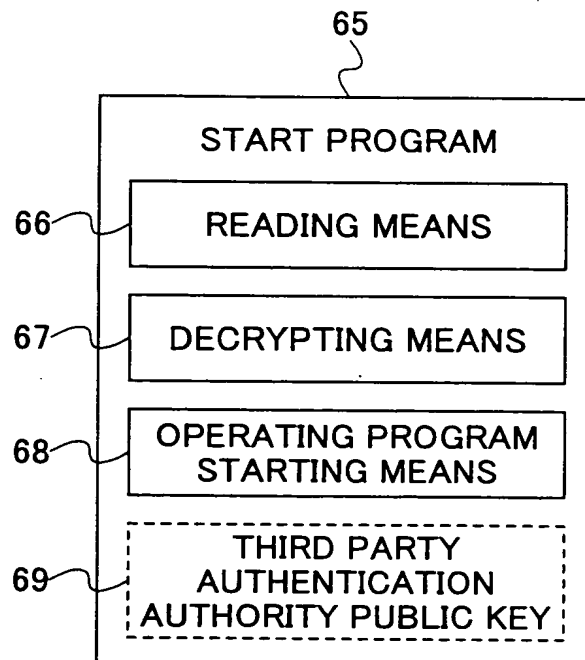 65
START PROGRAM
66
READING MEANS
67
DECRYPTING MEANS
68
OPERATING PROGRAM
STARTING MEANS
69
THIRD PARTY
AUTHENTICATION
AUTHORITY PUBLIC KEY